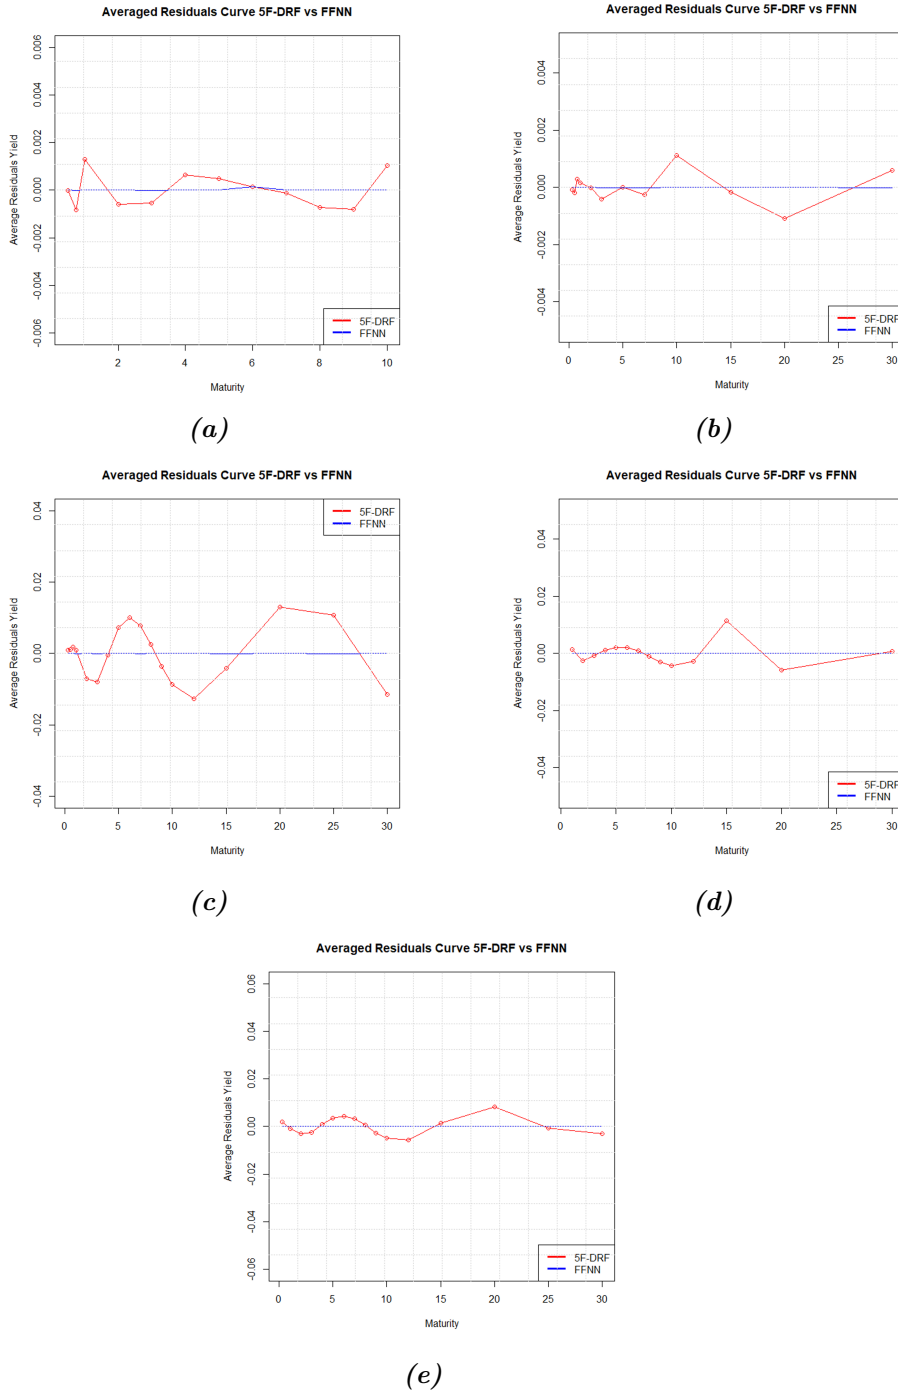 Averaged Residuals Curve 5F-DRF vs FFNN
Average Residuals Yield
0.006
0.004
0.002
0.000
-0.002
-0.004
-0.006
5F-DRF
FFNN
2 4 6 8 10
Maturity
(a)
Averaged Residuals Curve 5F-DRF vs FFNN
Average Residuals Yield
0.004
0.002
0.000
-0.002
-0.004
5F-DRF
FFNN
0 5 10 15 20 25 30
Maturity
(b)
Averaged Residuals Curve 5F-DRF vs FFNN
Average Residuals Yield
0.04
0.02
0.00
-0.02
-0.04
5F-DRF
FFNN
0 5 10 15 20 25 30
Maturity
(c)
Averaged Residuals Curve 5F-DRF vs FFNN
Average Residuals Yield
0.04
0.02
0.00
-0.02
-0.04
5F-DRF
FFNN
0 5 10 15 20 25 30
Maturity
(d)
Averaged Residuals Curve 5F-DRF vs FFNN
Average Residuals Yield
0.06
0.04
0.02
0.00
-0.02
-0.04
-0.06
5F-DRF
FFNN
0 5 10 15 20 25 30
Maturity
(e)